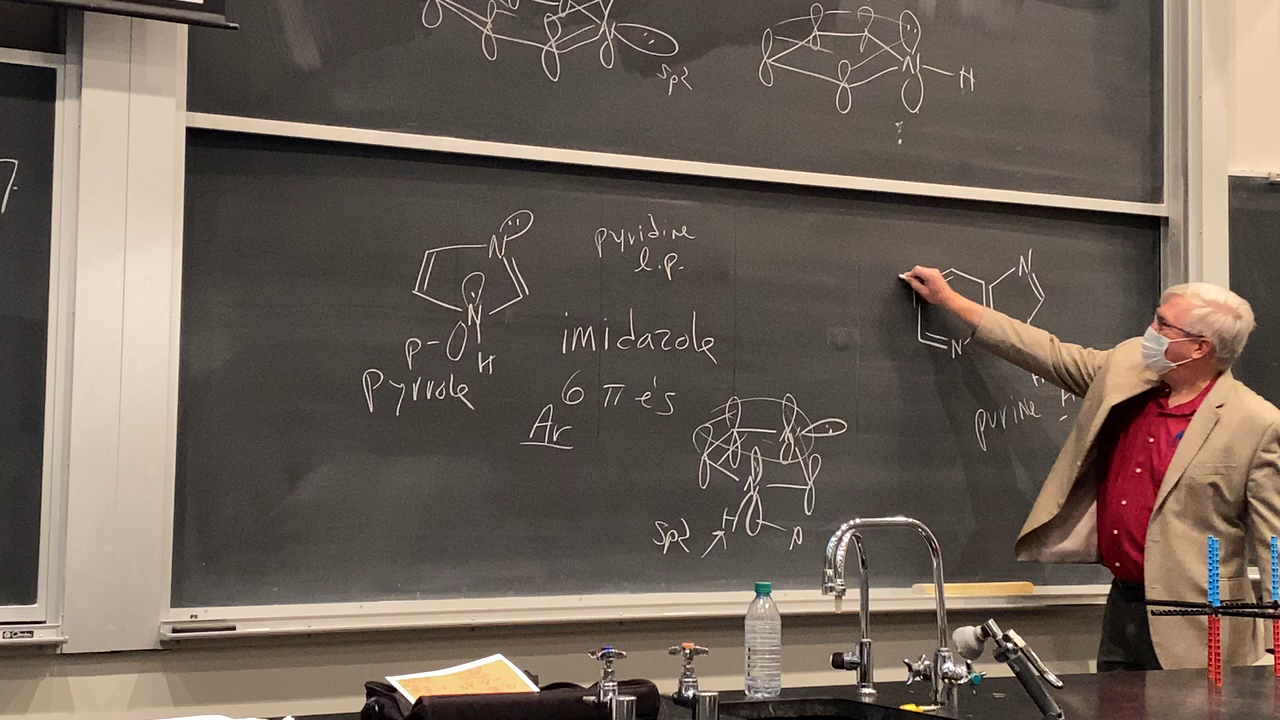 sp2
N
H
N
pyridine
l.p.
N
N
imidazole
P-
H
N
H
Pyrrole
6 π e's
purine
Ar
N
N
sp2
H